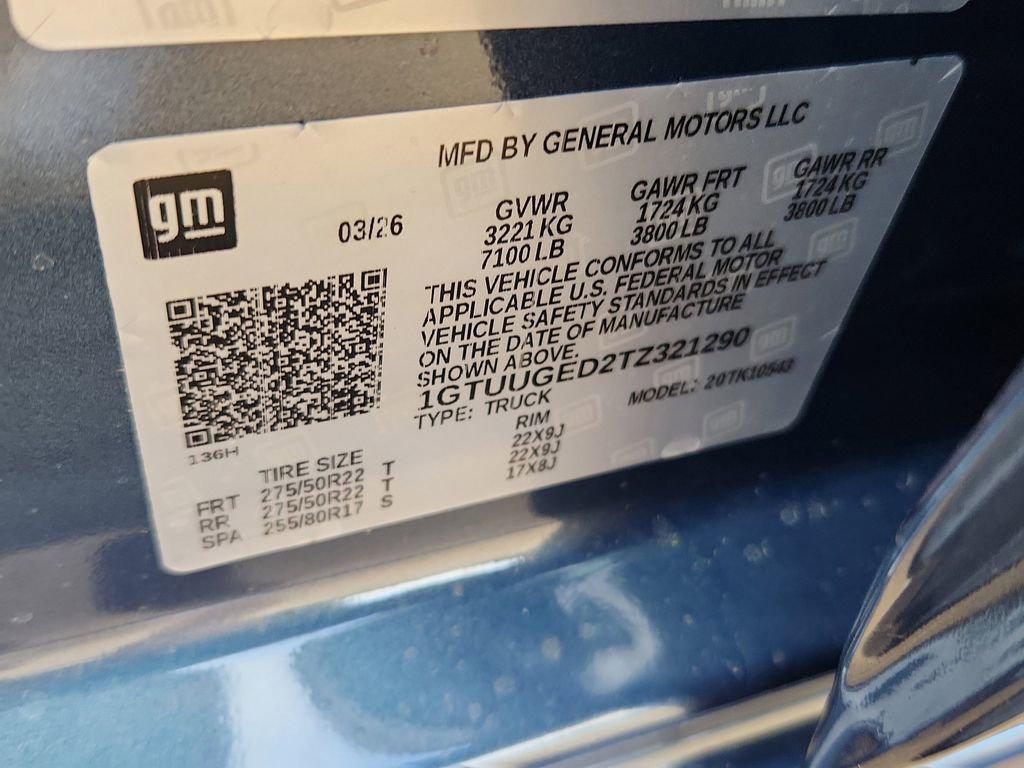 gm
MFD BY GENERAL MOTORS LLC
03/26
GVWR GAWR FRT GAWR RR
3221 KG 1724 KG 1724 KG
7100 LB 3800 LB 3800 LB
THIS VEHICLE CONFORMS TO ALL
APPLICABLE U.S. FEDERAL MOTOR
VEHICLE SAFETY STANDARDS IN EFFECT
ON THE DATE OF MANUFACTURE
SHOWN ABOVE.
1GTUUGED2TZ321290
TYPE: TRUCK MODEL: 20TK10543
136H
TIRE SIZE RIM
FRT 275/50R22 T 22X9J
RR 275/50R22 T 22X9J
SPA 255/80R17 S 17X8J